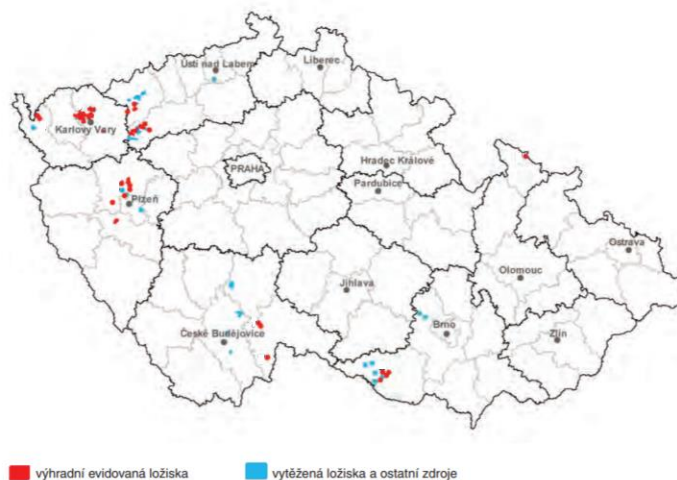 Ústí nad Labem
Liberec
Karlovy Vary
Hradec Králové
PRAHA
Pardubice
Plzeň
Ostrava
Olomouc
Jihlava
České Budějovice
Brno
Zlín
výhradní evidovaná ložiska
vytěžená ložiska a ostatní zdroje